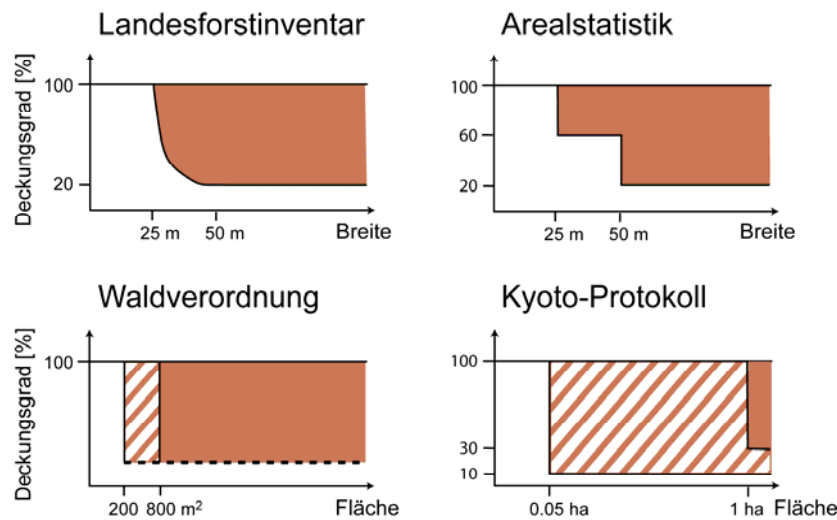 Landesforstinventar
Deckungsgrad [%]
100
20
25 m
50 m
Breite
Arealstatistik
100
60
20
25 m
50 m
Breite
Waldverordnung
Deckungsgrad [%]
100
200 800 m²
Fläche
Kyoto-Protokoll
100
30
10
0.05 ha
1 ha
Fläche